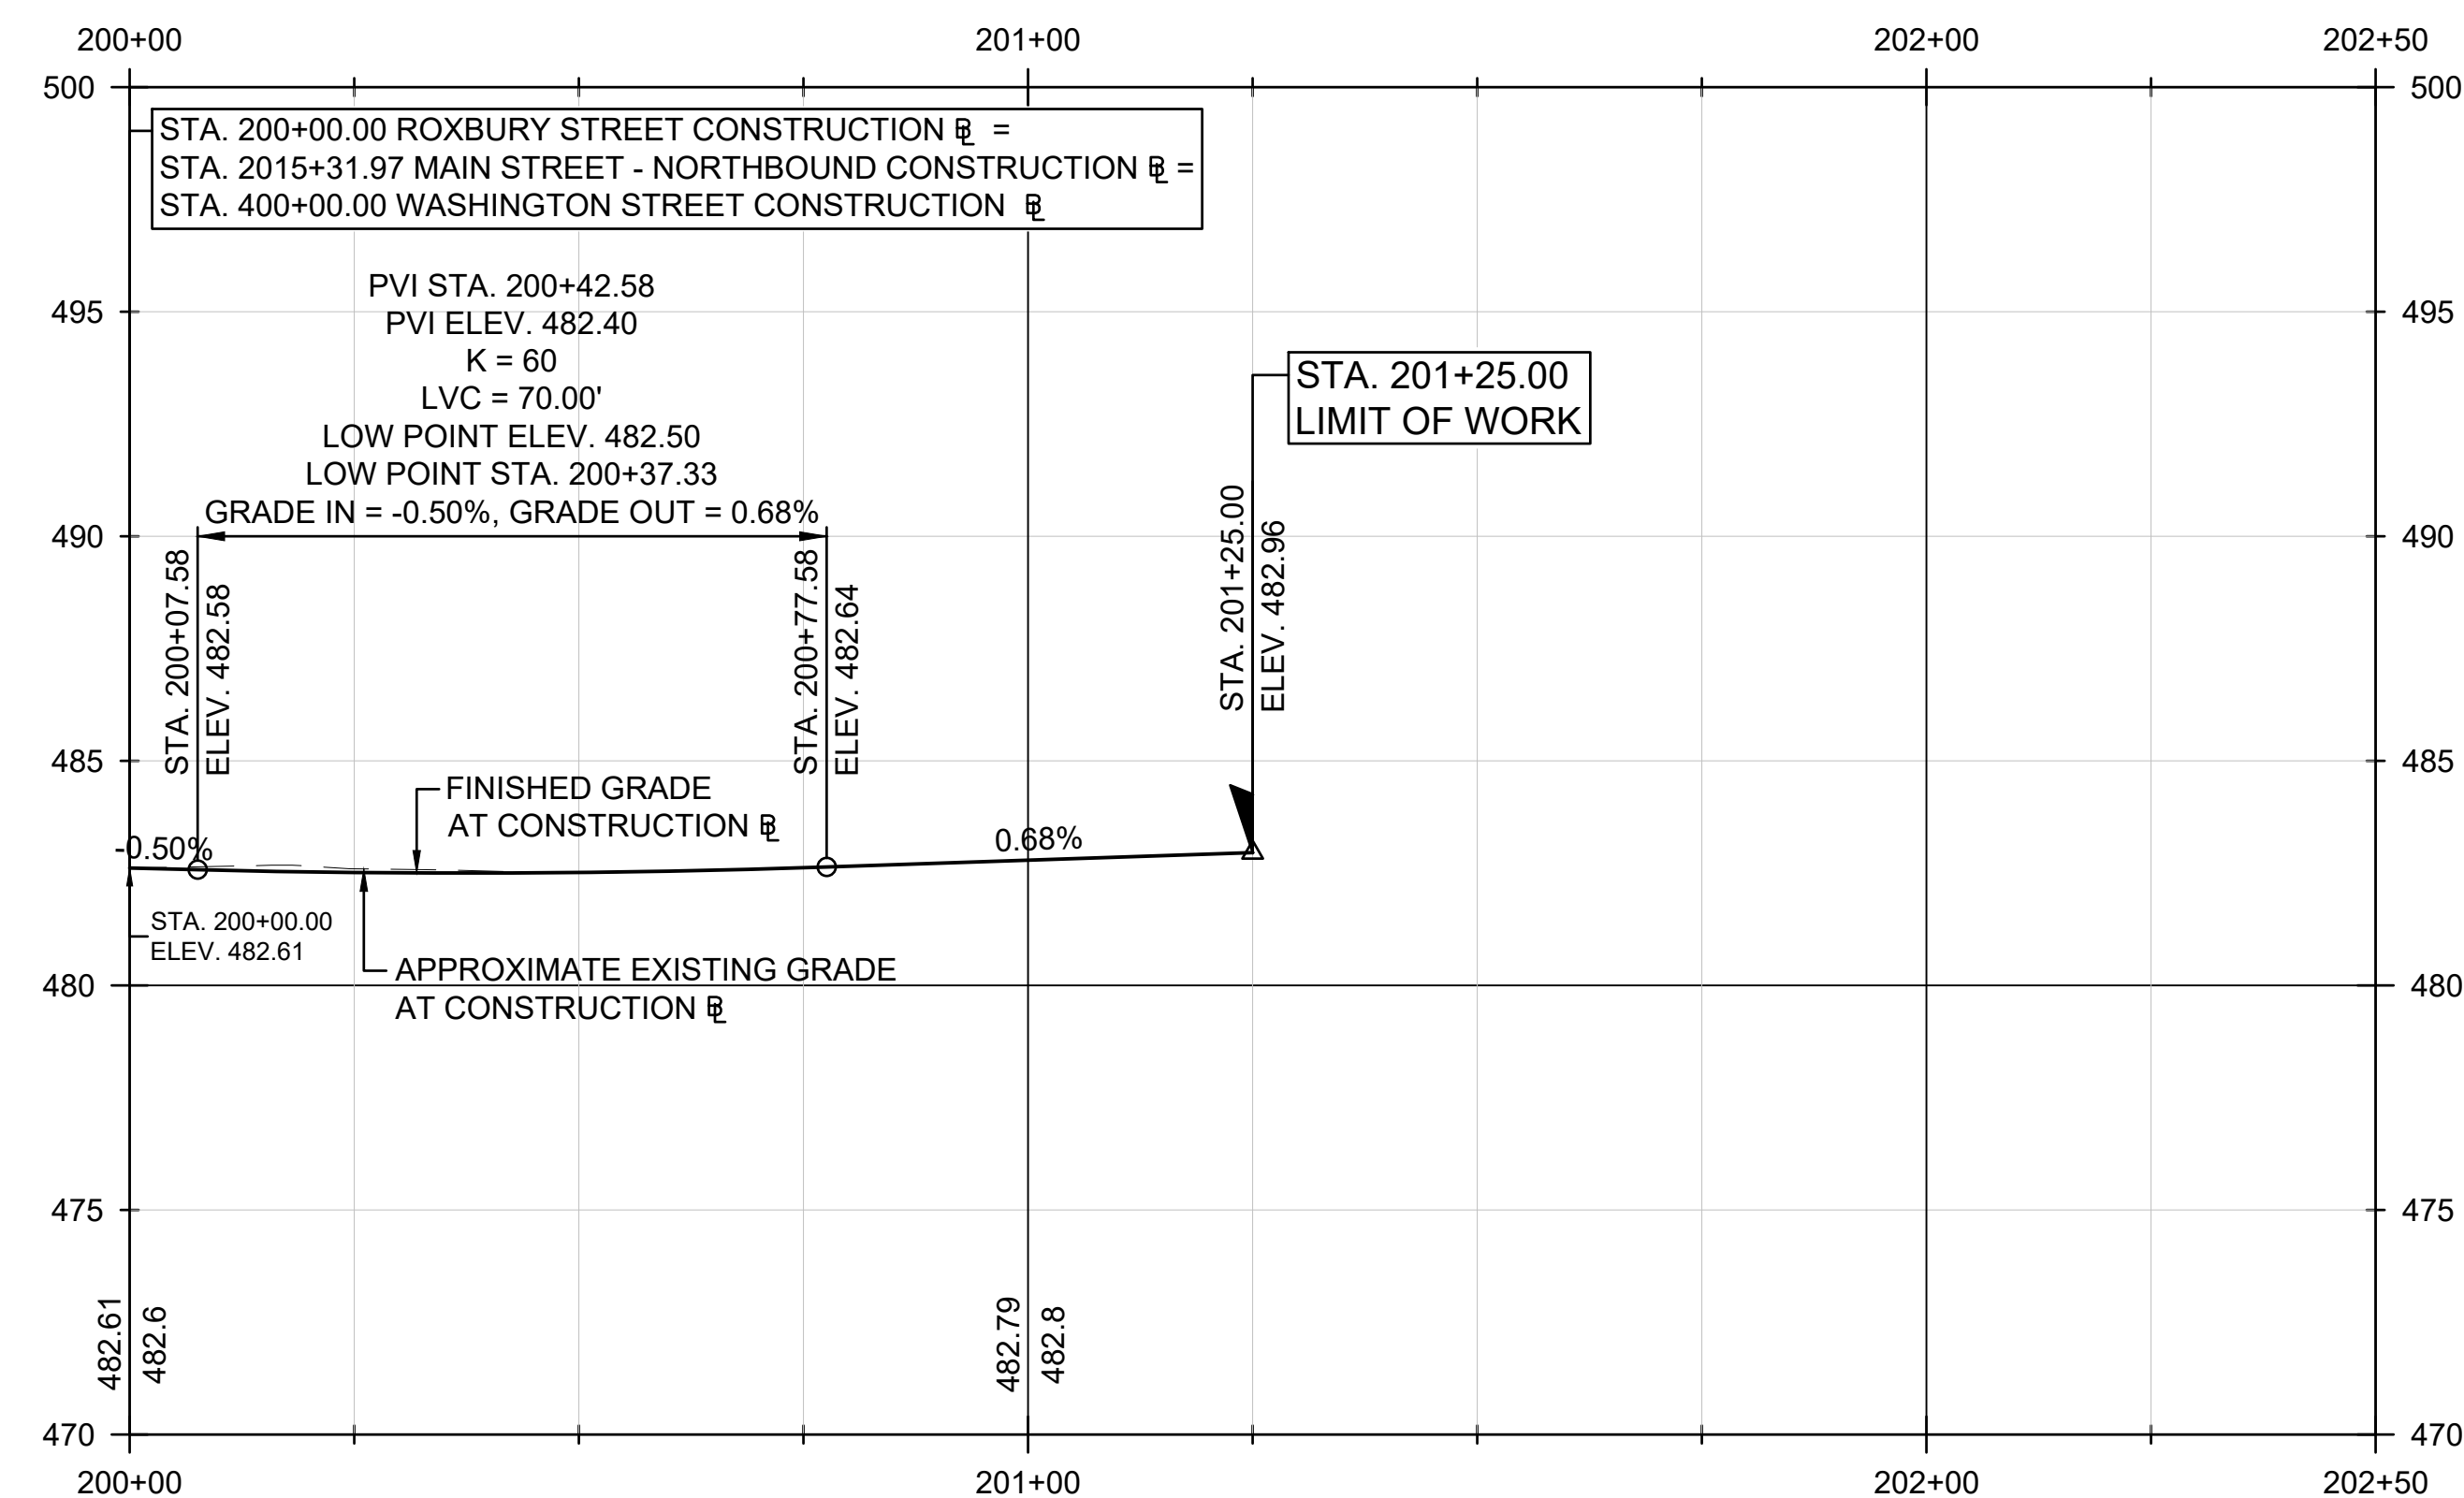 200+00 201+00 202+00 202+50
500 500
STA. 200+00.00 ROXBURY STREET CONSTRUCTION BL =
STA. 2015+31.97 MAIN STREET - NORTHBOUND CONSTRUCTION BL =
STA. 400+00.00 WASHINGTON STREET CONSTRUCTION BL
PVI STA. 200+42.58
495 495
PVI ELEV. 482.40
K = 60
LVC = 70.00'
LOW POINT ELEV. 482.50
LOW POINT STA. 200+37.33
GRADE IN = -0.50%, GRADE OUT = 0.68%
STA. 201+25.00
LIMIT OF WORK
490 490
STA. 200+07.58
ELEV. 482.58
STA. 200+77.58
ELEV. 482.64
STA. 201+25.00
ELEV. 482.96
485 485
FINISHED GRADE
AT CONSTRUCTION BL
-0.50%
0.68%
STA. 200+00.00
ELEV. 482.61
APPROXIMATE EXISTING GRADE
AT CONSTRUCTION BL
480 480
475 475
482.61
482.6
482.79
482.8
470 470
200+00 201+00 202+00 202+50